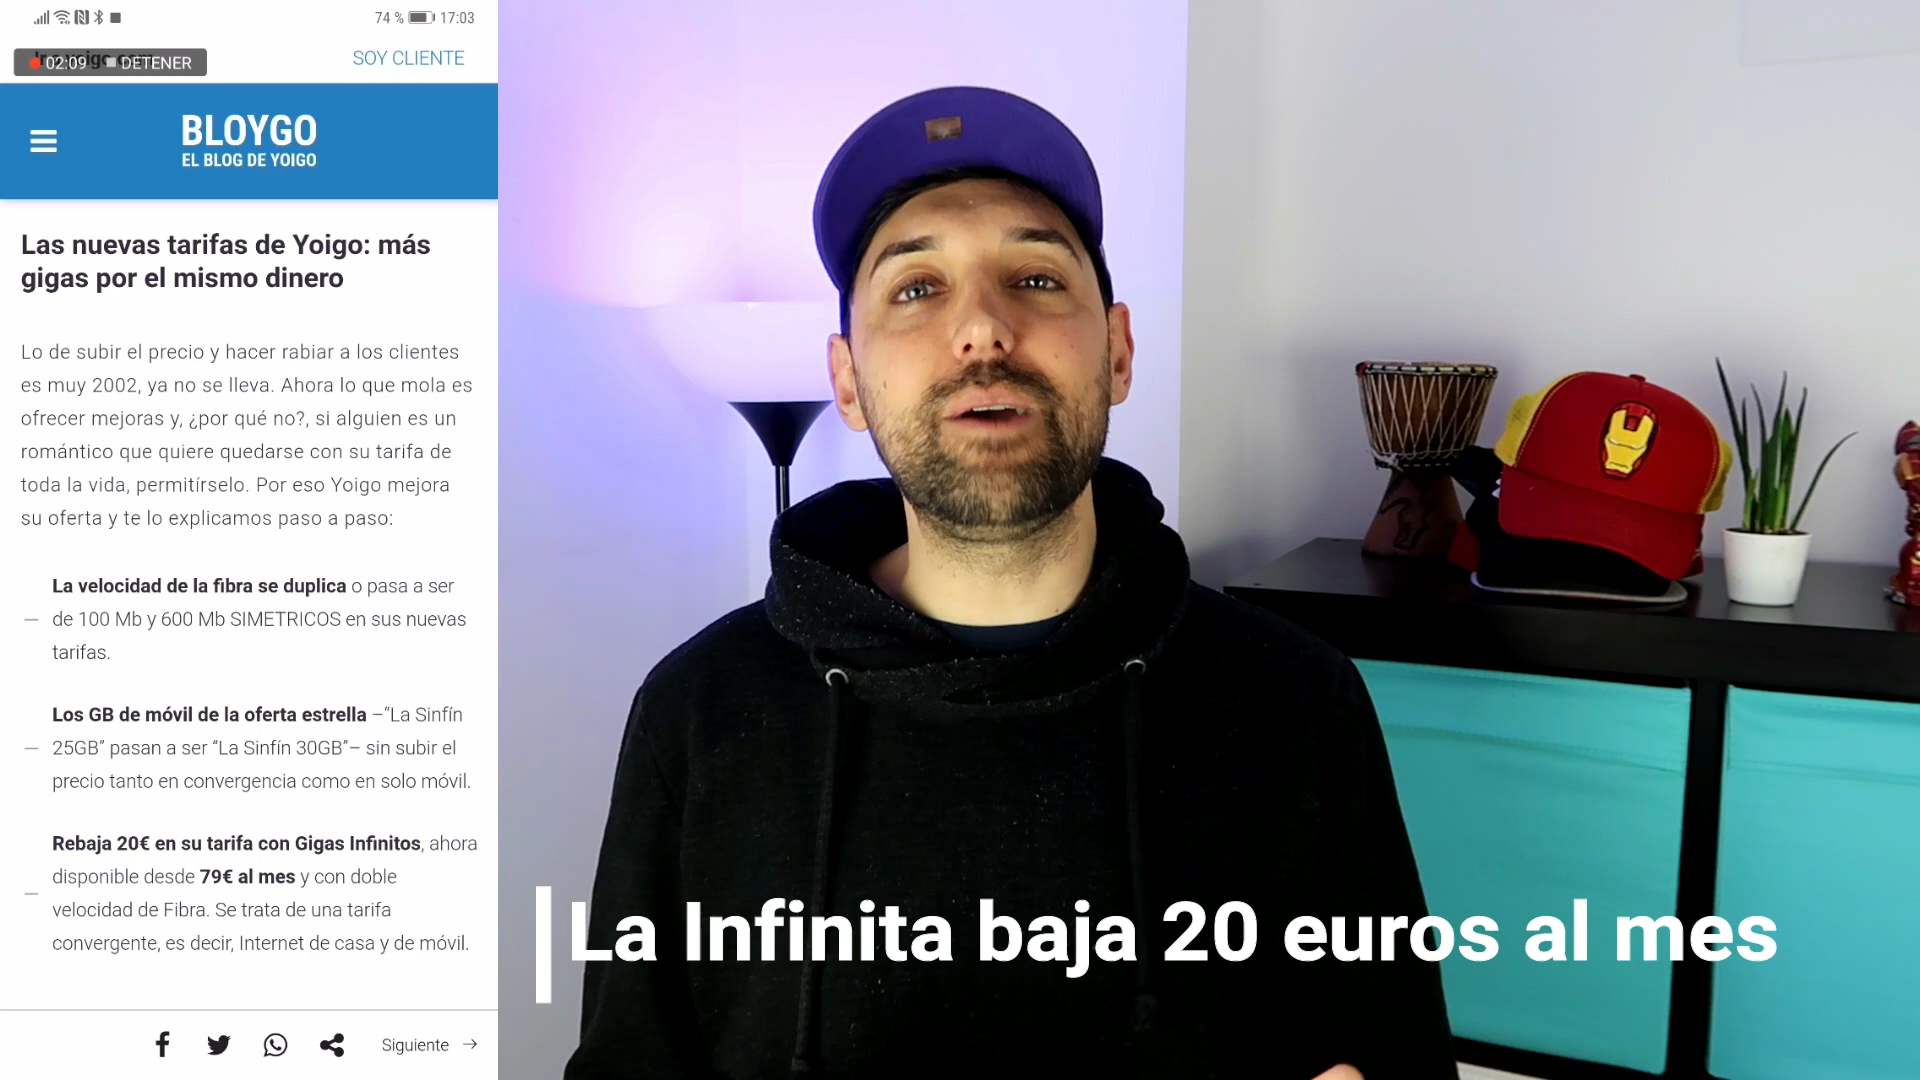 74 % 17:03
02:09 DETENER
SOY CLIENTE
BLOYGO
EL BLOG DE YOIGO
Las nuevas tarifas de Yoigo: más
gigas por el mismo dinero
Lo de subir el precio y hacer rabiar a los clientes
es muy 2002, ya no se lleva. Ahora lo que mola es
ofrecer mejoras y, ¿por qué no?, si alguien es un
romántico que quiere quedarse con su tarifa de
toda la vida, permitírselo. Por eso Yoigo mejora
su oferta y te lo explicamos paso a paso:
La velocidad de la fibra se duplica o pasa a ser
— de 100 Mb y 600 Mb SIMETRICOS en sus nuevas
tarifas.
Los GB de móvil de la oferta estrella –“La Sinfín
— 25GB” pasan a ser “La Sinfín 30GB”– sin subir el
precio tanto en convergencia como en solo móvil.
Rebaja 20€ en su tarifa con Gigas Infinitos, ahora
disponible desde 79€ al mes y con doble
— velocidad de Fibra. Se trata de una tarifa
convergente, es decir, Internet de casa y de móvil.
Siguiente →
La Infinita baja 20 euros al mes